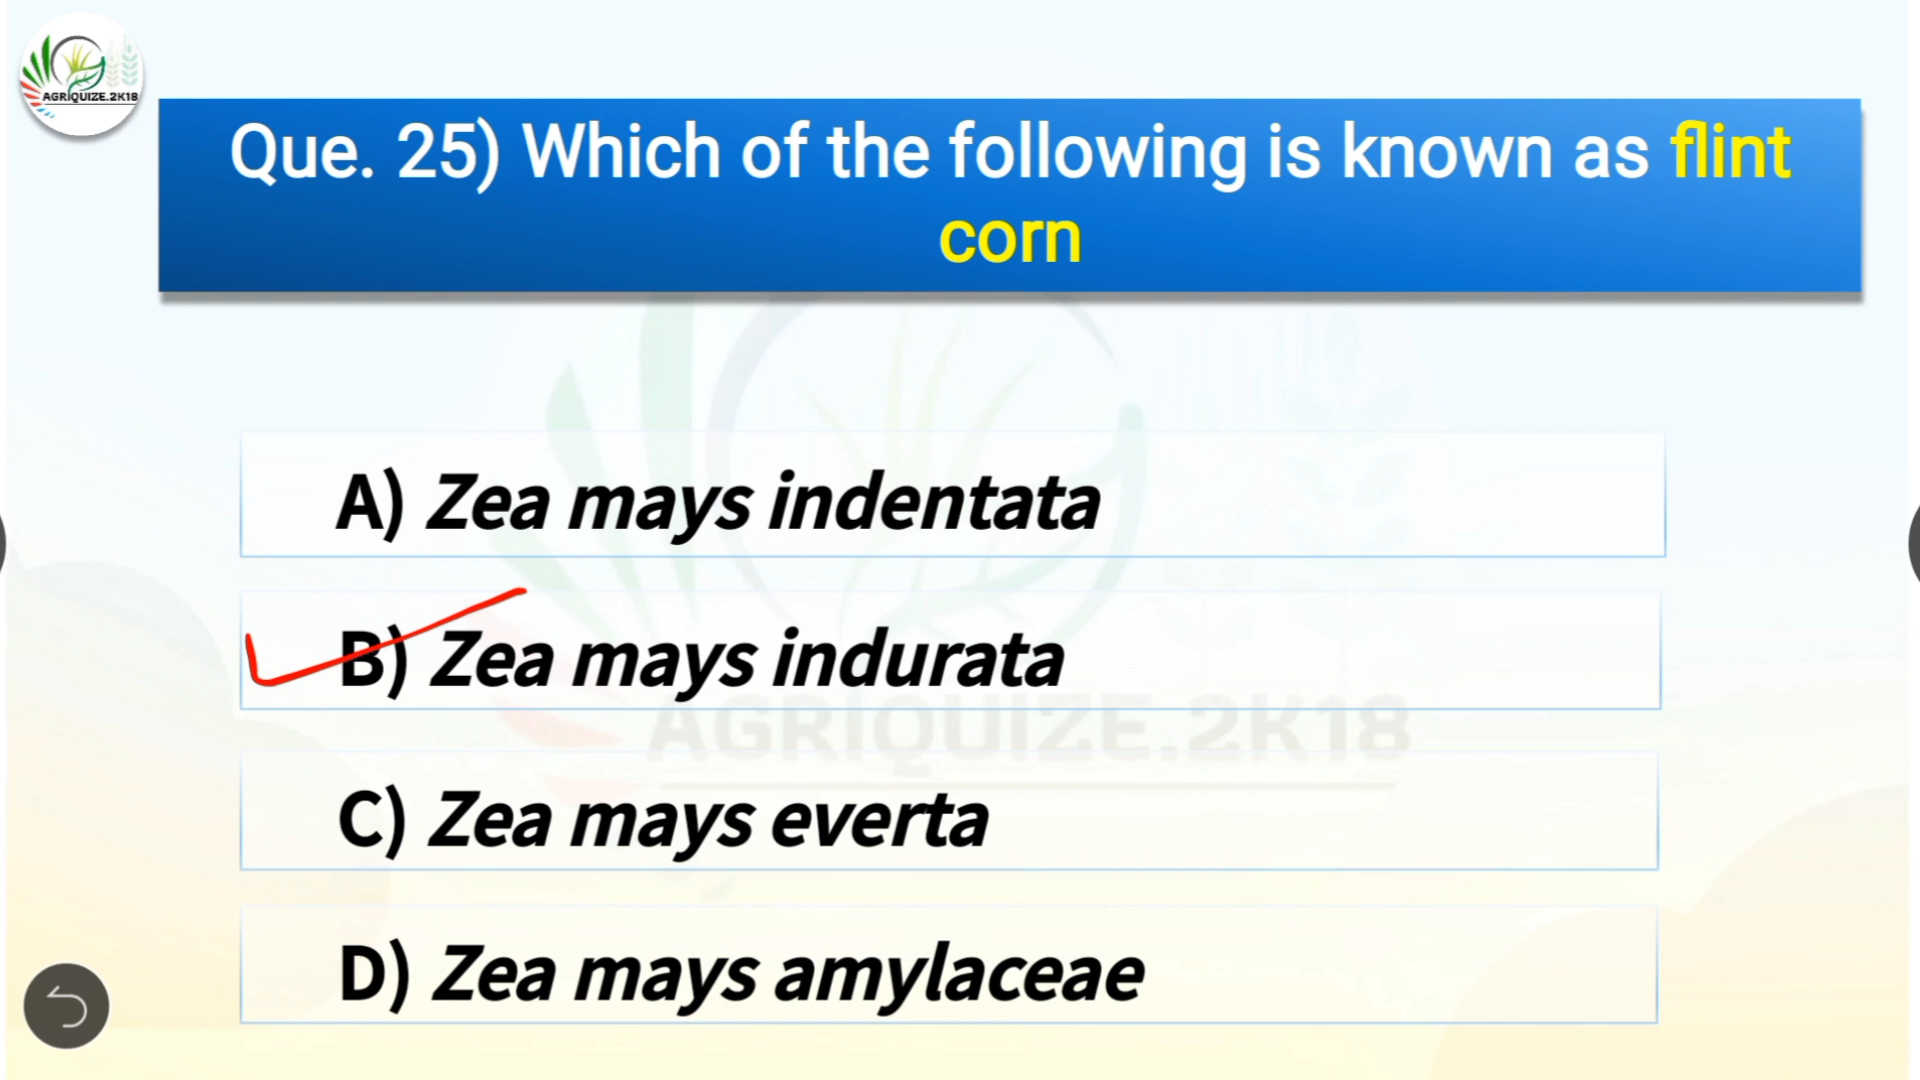 AGRIQUIZE.2K18
Que. 25) Which of the following is known as flint
corn
A) Zea mays indentata
B) Zea mays indurata
AGRIQUIZE.2K18
C) Zea mays everta
D) Zea mays amylaceae